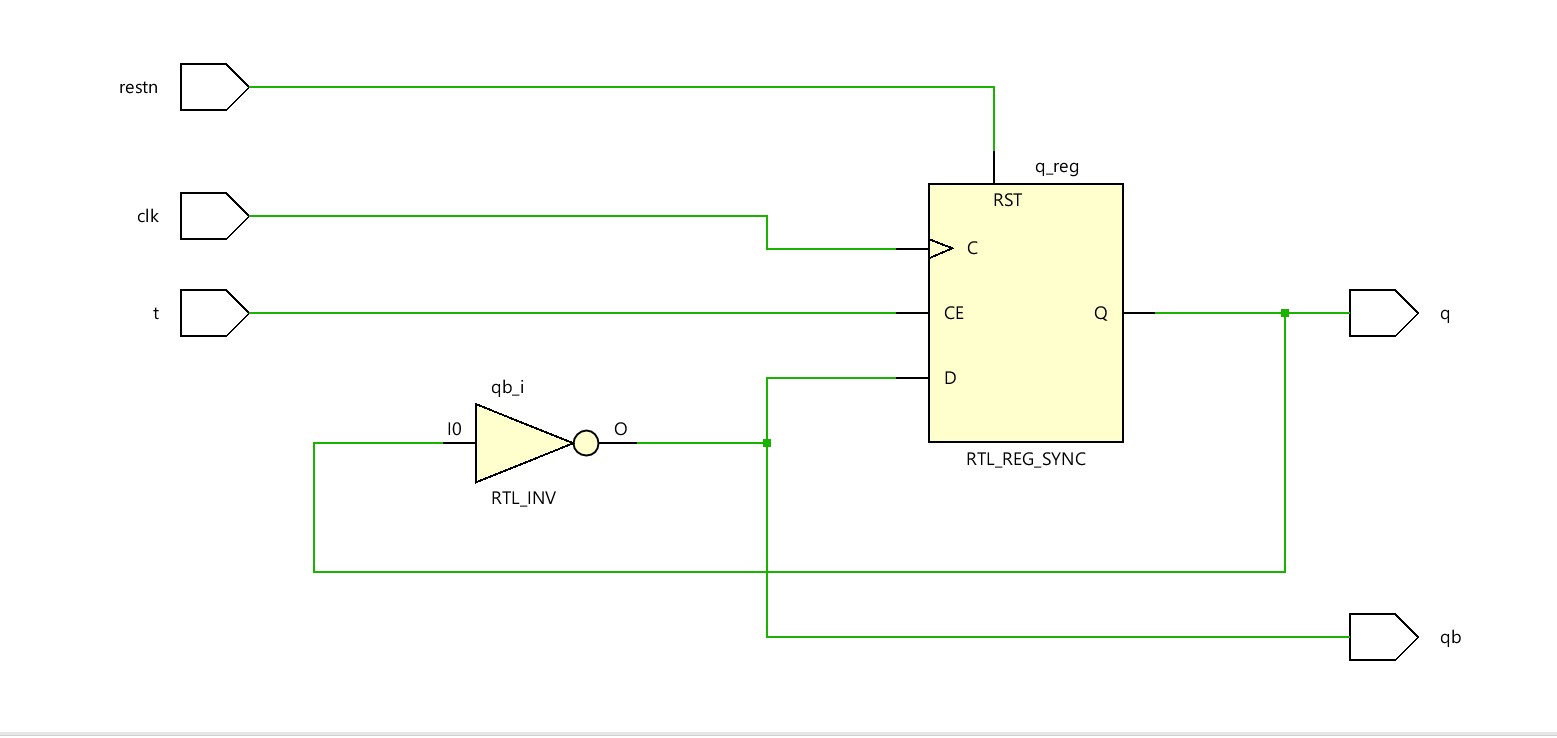 restn
q_reg
RST
clk
C
t
CE
Q
q
D
qb_i
I0
O
RTL_REG_SYNC
RTL_INV
qb